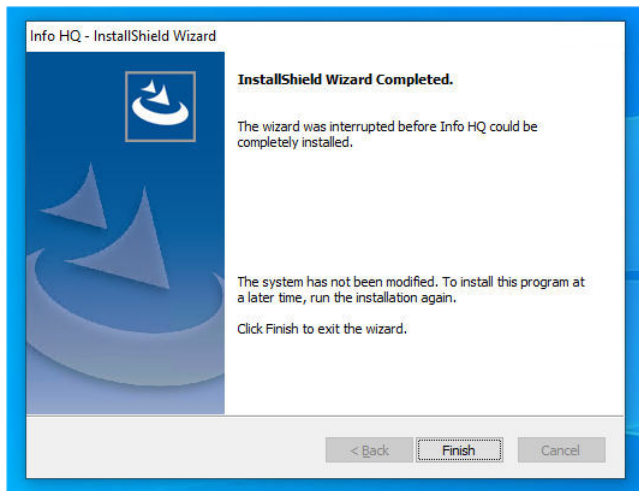 Info HQ - InstallShield Wizard
InstallShield Wizard Completed.
The wizard was interrupted before Info HQ could be
completely installed.
The system has not been modified. To install this program at
a later time, run the installation again.
Click Finish to exit the wizard.
< Back
Finish
Cancel